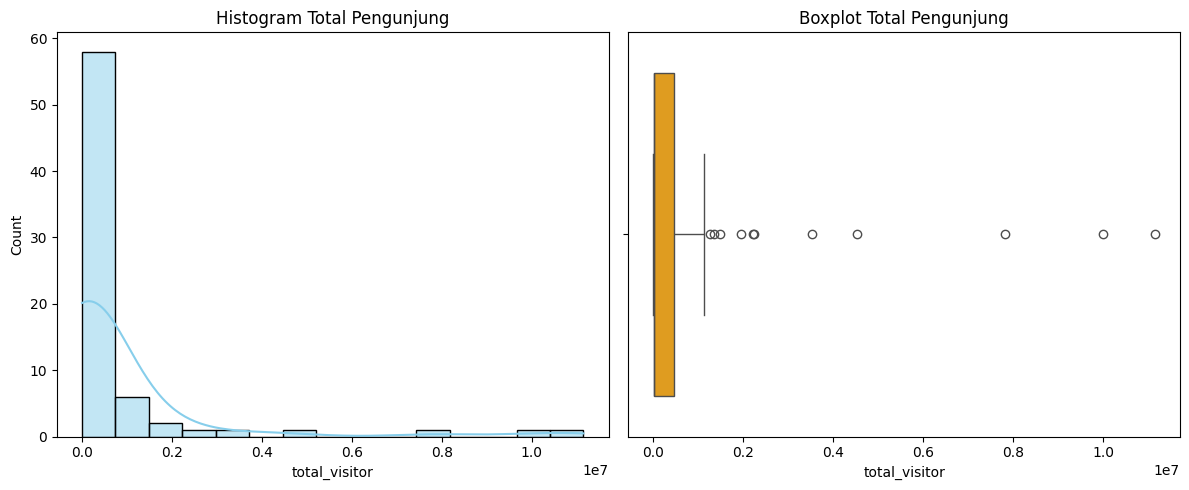 Histogram Total Pengunjung
60
50
40
30
20
10
0
Count
0.0 0.2 0.4 0.6 0.8 1.0
1e7
total_visitor
Boxplot Total Pengunjung
0.0 0.2 0.4 0.6 0.8 1.0
1e7
total_visitor